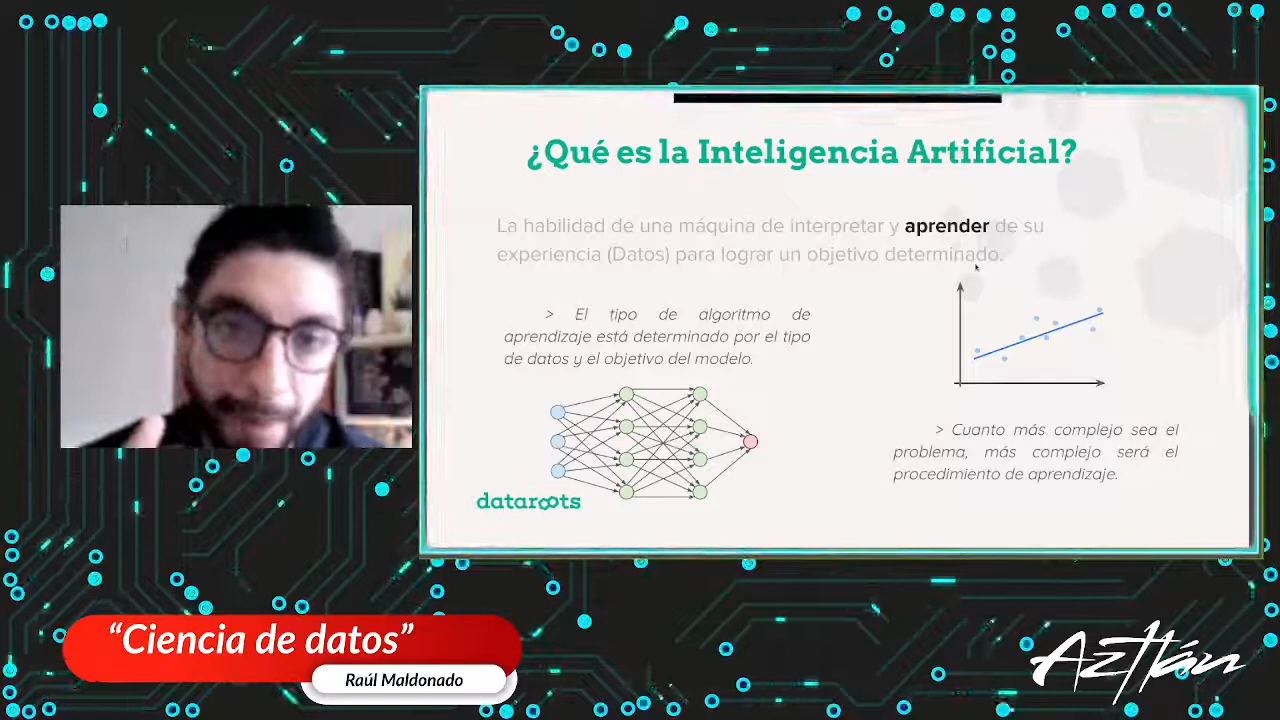 ¿Qué es la Inteligencia Artificial?
La habilidad de una máquina de interpretar y aprender de su
experiencia (Datos) para lograr un objetivo determinado.
> El tipo de algoritmo de
aprendizaje está determinado por el tipo
de datos y el objetivo del modelo.
> Cuanto más complejo sea el
problema, más complejo será el
procedimiento de aprendizaje.
dataroots
“Ciencia de datos”
Raúl Maldonado
Aztlán